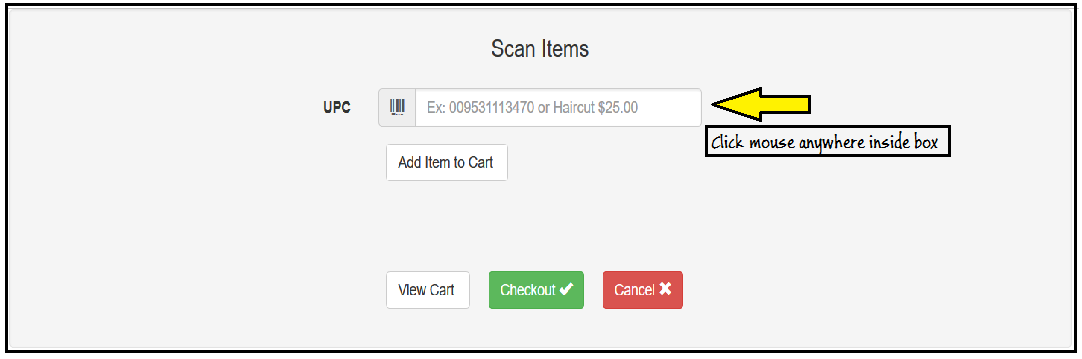 Scan Items
UPC
Ex: 009531113470 or Haircut $25.00
Click mouse anywhere inside box
Add Item to Cart
View Cart
Checkout
Cancel